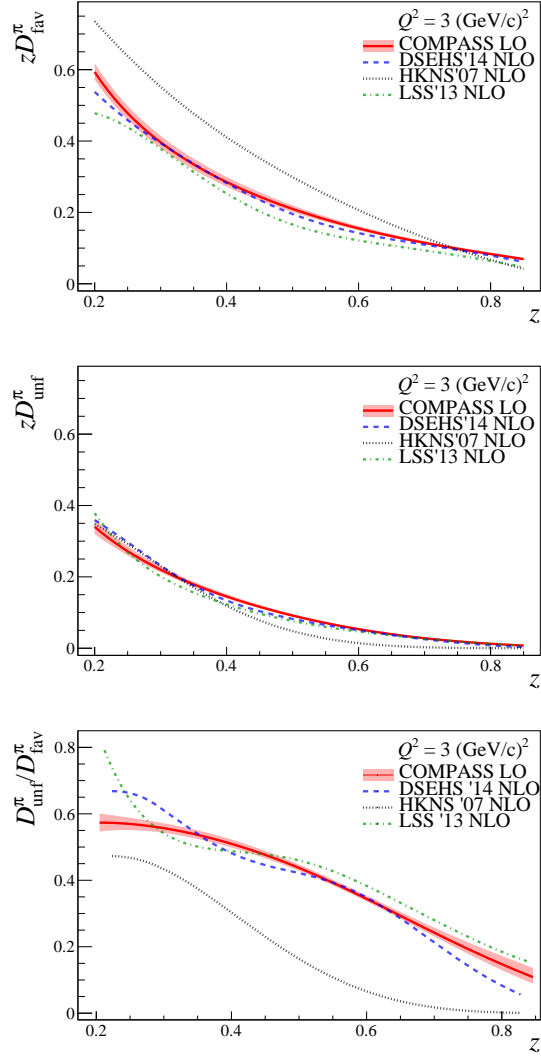 zD^π_fav
Q² = 3 (GeV/c)²
COMPASS LO
DSEHS'14 NLO
HKNS'07 NLO
LSS'13 NLO
0.6
0.4
0.2
0
0.2 0.4 0.6 0.8
z
zD^π_unf
Q² = 3 (GeV/c)²
COMPASS LO
DSEHS'14 NLO
HKNS'07 NLO
LSS'13 NLO
0.6
0.4
0.2
0
0.2 0.4 0.6 0.8
z
D^π_unf/D^π_fav
Q² = 3 (GeV/c)²
COMPASS LO
DSEHS '14 NLO
HKNS '07 NLO
LSS '13 NLO
0.8
0.6
0.4
0.2
0
0.2 0.4 0.6 0.8
z